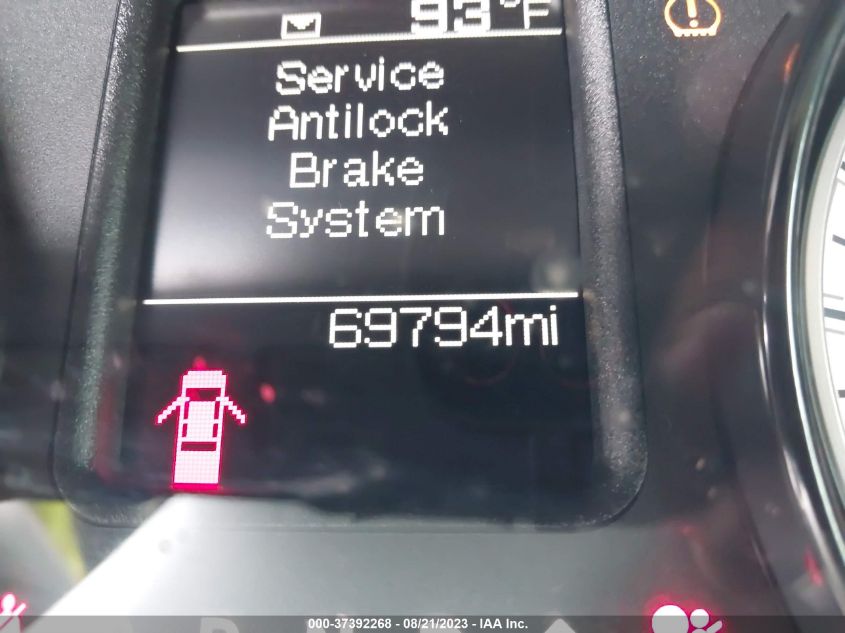 93°F
Service
Antilock
Brake
System
69794mi
000-37392268 - 08/21/2023 - IAA Inc.